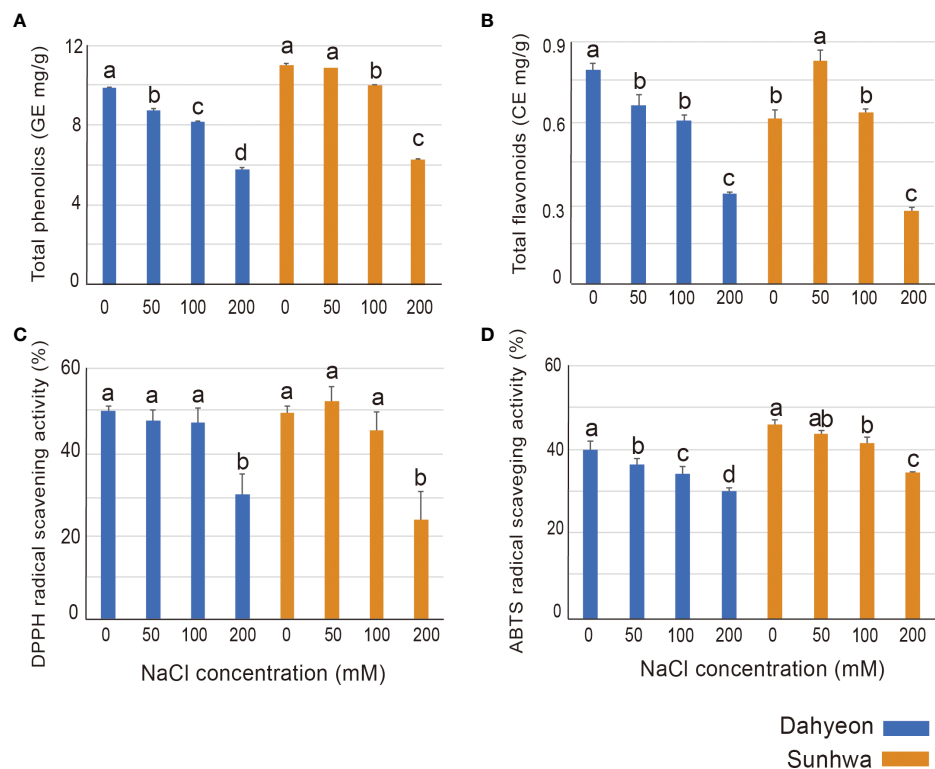 A
Total phenolics (GE mg/g)
12
8
4
0
a
b
c
d
a
a
b
c
0 50 100 200 0 50 100 200
B
Total flavonoids (CE mg/g)
0.9
0.6
0.3
0
a
b
b
c
b
a
b
c
0 50 100 200 0 50 100 200
C
DPPH radical scavening activity (%)
60
40
20
0
a
a
a
b
a
a
a
b
0 50 100 200 0 50 100 200
NaCl concentration (mM)
D
ABTS radical scaveging activity (%)
60
40
20
0
a
b
c
d
a
ab
b
c
0 50 100 200 0 50 100 200
NaCl concentration (mM)
Dahyeon
Sunhwa